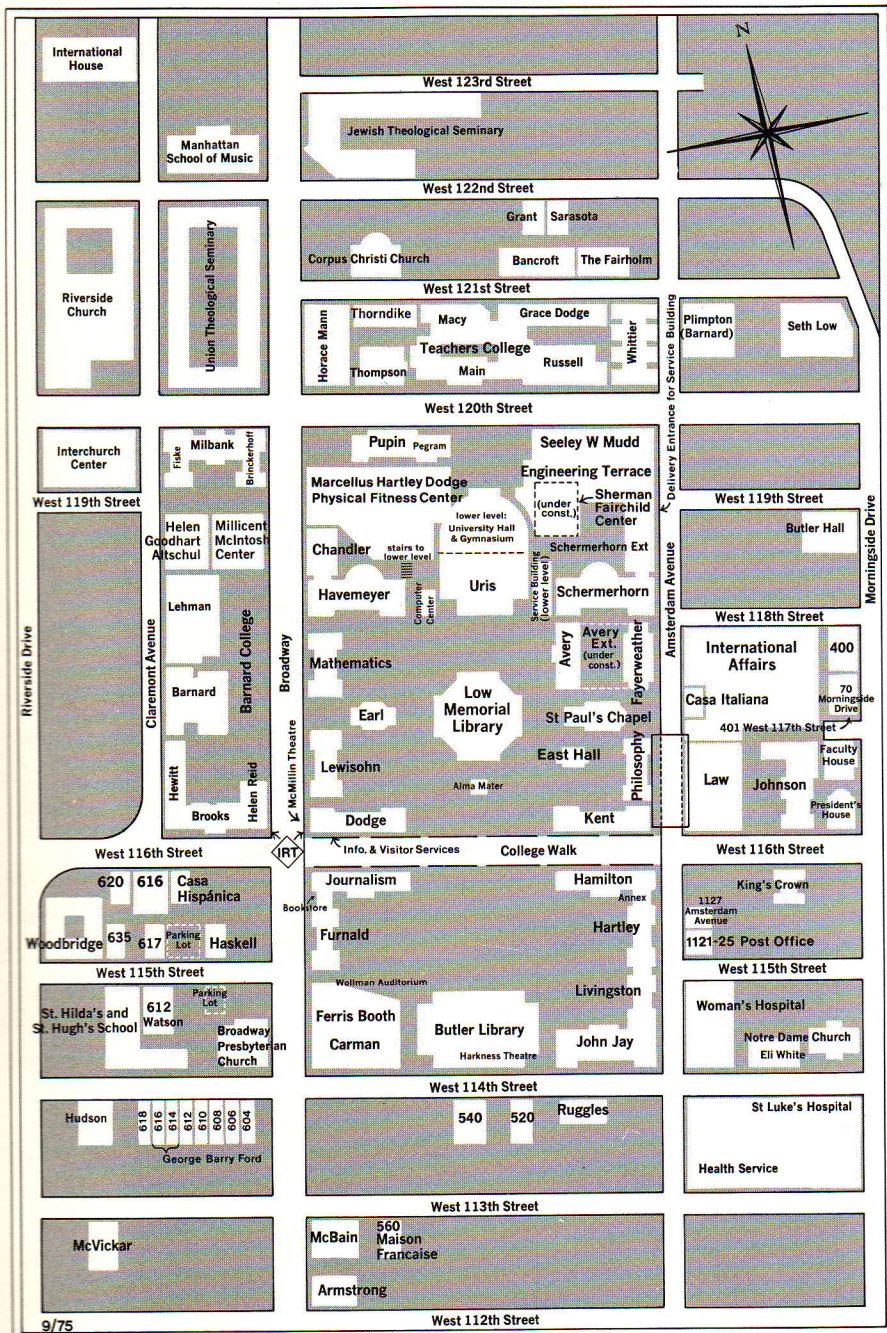 N
International
House
West 123rd Street
Manhattan
School of Music
Jewish Theological Seminary
West 122nd Street
Riverside
Church
Union Theological Seminary
Grant
Sarasota
Corpus Christi Church
Bancroft
The Fairholm
West 121st Street
Horace Mann
Thorndike
Macy
Grace Dodge
Teachers College
Thompson
Main
Russell
Whittier
Plimpton
(Barnard)
Seth Low
Delivery Entrance for Service Building
West 120th Street
Interchurch
Center
Fiske
Milbank
Brinckerhoff
Pupin
Pegram
Seeley W Mudd
Marcellus Hartley Dodge
Physical Fitness Center
Engineering Terrace
West 119th Street
(under
const.)
Sherman
Fairchild
Center
West 119th Street
lower level:
University Hall
& Gymnasium
Helen
Goodhart
Altschul
Millicent
McIntosh
Center
Chandler
stairs to
lower level
Schermerhorn Ext
Butler Hall
Morningside Drive
Havemeyer
Computer
Center
Uris
Service Building
(lower level)
Schermerhorn
Amsterdam Avenue
West 118th Street
Lehman
Riverside Drive
Claremont Avenue
Barnard College
Broadway
Mathematics
Avery
Avery
Ext.
(under
const.)
Fayerweather
International
Affairs
400
Barnard
Low
Memorial
Library
Casa Italiana
70
Morningside
Drive
Earl
St Paul's Chapel
401 West 117th Street
Hewitt
McMillin Theatre
Lewisohn
East Hall
Philosophy
Law
Johnson
Faculty
House
Helen Reid
Alma Mater
President's
House
Brooks
Dodge
Kent
West 116th Street
IRT
Info. & Visitor Services
College Walk
West 116th Street
620
616
Casa
Hispánica
Journalism
Hamilton
King's Crown
Bookstore
Annex
1127
Amsterdam
Avenue
Woodbridge
635
617
Parking
Lot
Haskell
Furnald
Hartley
1121-25 Post Office
West 115th Street
West 115th Street
Wollman Auditorium
Livingston
St. Hilda's and
St. Hugh's School
612
Watson
Parking
Lot
Broadway
Presbyterian
Church
Ferris Booth
Carman
Butler Library
Harkness Theatre
John Jay
Woman's Hospital
Notre Dame Church
Eli White
West 114th Street
Hudson
618
616
614
612
610
608
606
604
George Barry Ford
540
520
Ruggles
St Luke's Hospital
Health Service
West 113th Street
McVickar
McBain
560
Maison
Francaise
Armstrong
West 112th Street
9/75